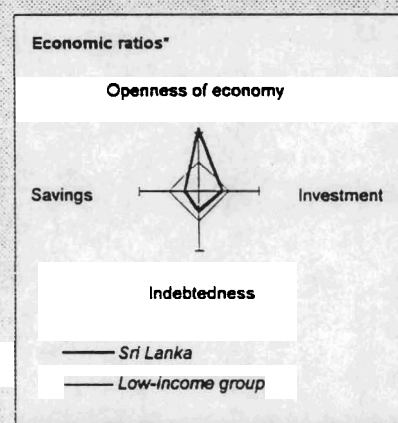 Economic ratios*
Openness of economy
Savings
Investment
Indebtedness
Sri Lanka
Low-income group